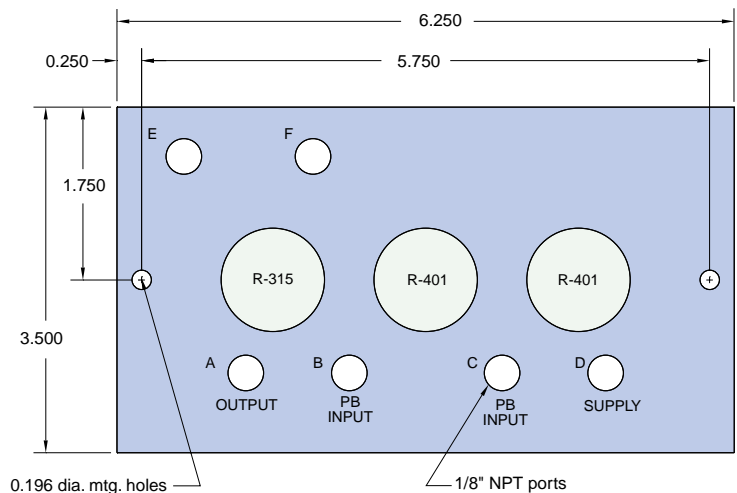 6.250
0.250
5.750
E
F
1.750
R-315
R-401
R-401
3.500
A
B
C
D
OUTPUT
PB
INPUT
PB
INPUT
SUPPLY
0.196 dia. mtg. holes
1/8" NPT ports